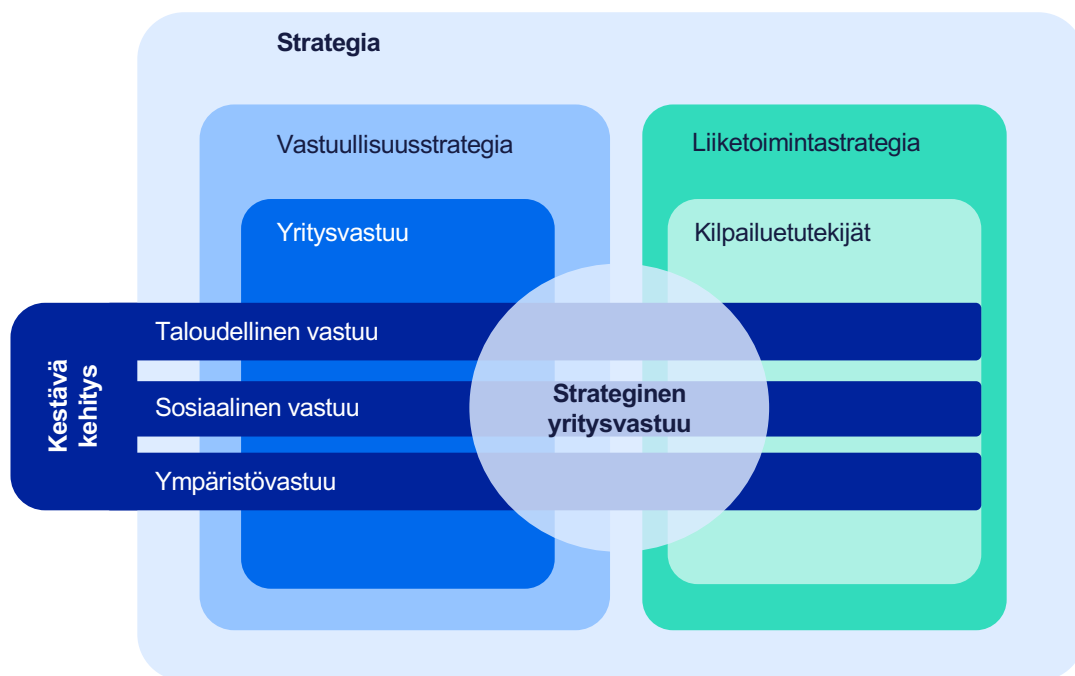 Strategia
Vastuullisuusstrategia
Liiketoimintastrategia
Yritysvastuu
Kilpailuetutekijät
Kestävä
kehitys
Taloudellinen vastuu
Sosiaalinen vastuu
Ympäristövastuu
Strateginen
yritysvastuu